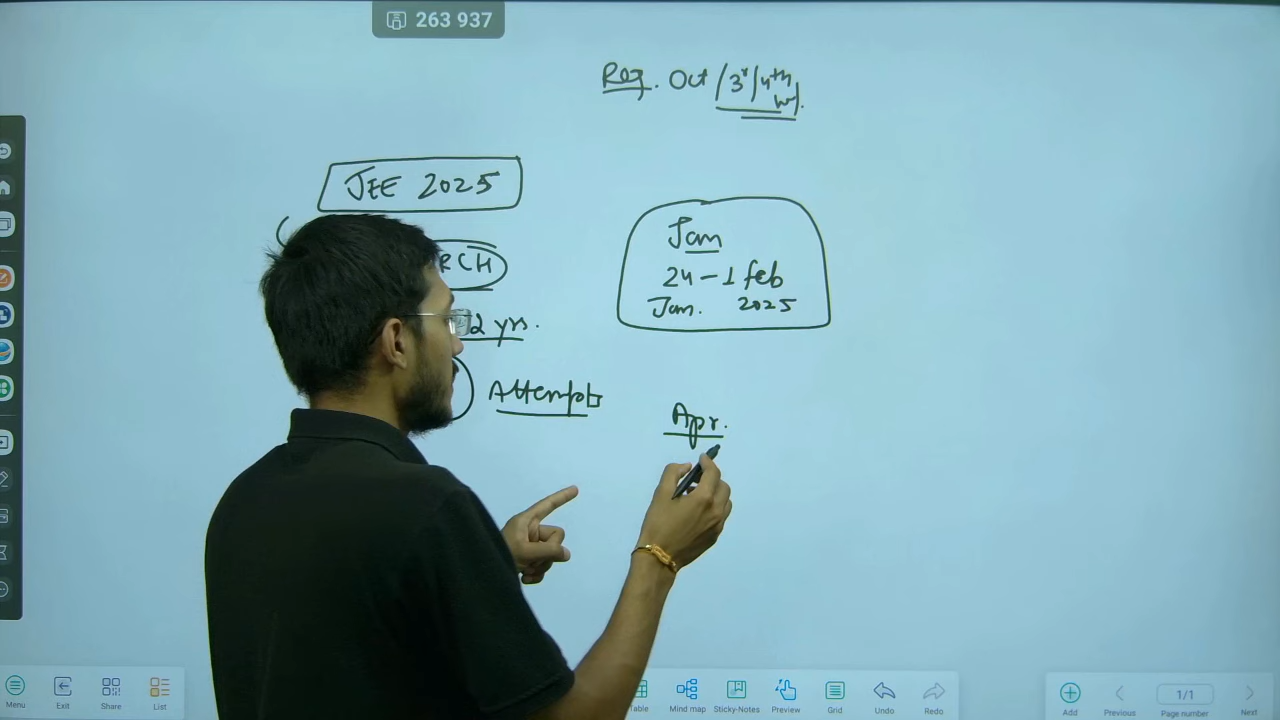 263 937
Reg. Oct /3r/4th
w).
JEE 2025
RCH
2 yrs.
Attempts
Jan
24 - 1 feb
Jan. 2025
Apr.
Menu
Exit
Share
List
Table
Mind map
Sticky-Notes
Preview
Grid
Undo
Redo
Add
Previous
1/1
Page number
Next